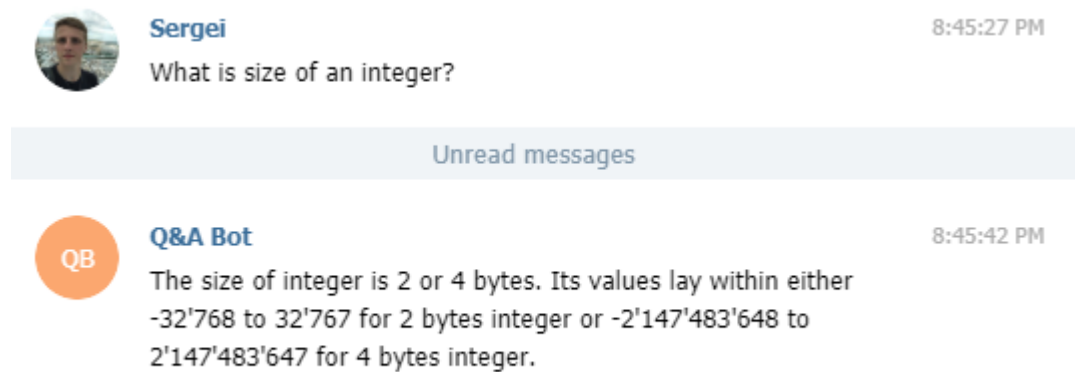 Sergei 8:45:27 PM
What is size of an integer?
Unread messages
QB
Q&A Bot 8:45:42 PM
The size of integer is 2 or 4 bytes. Its values lay within either
-32'768 to 32'767 for 2 bytes integer or -2'147'483'648 to
2'147'483'647 for 4 bytes integer.